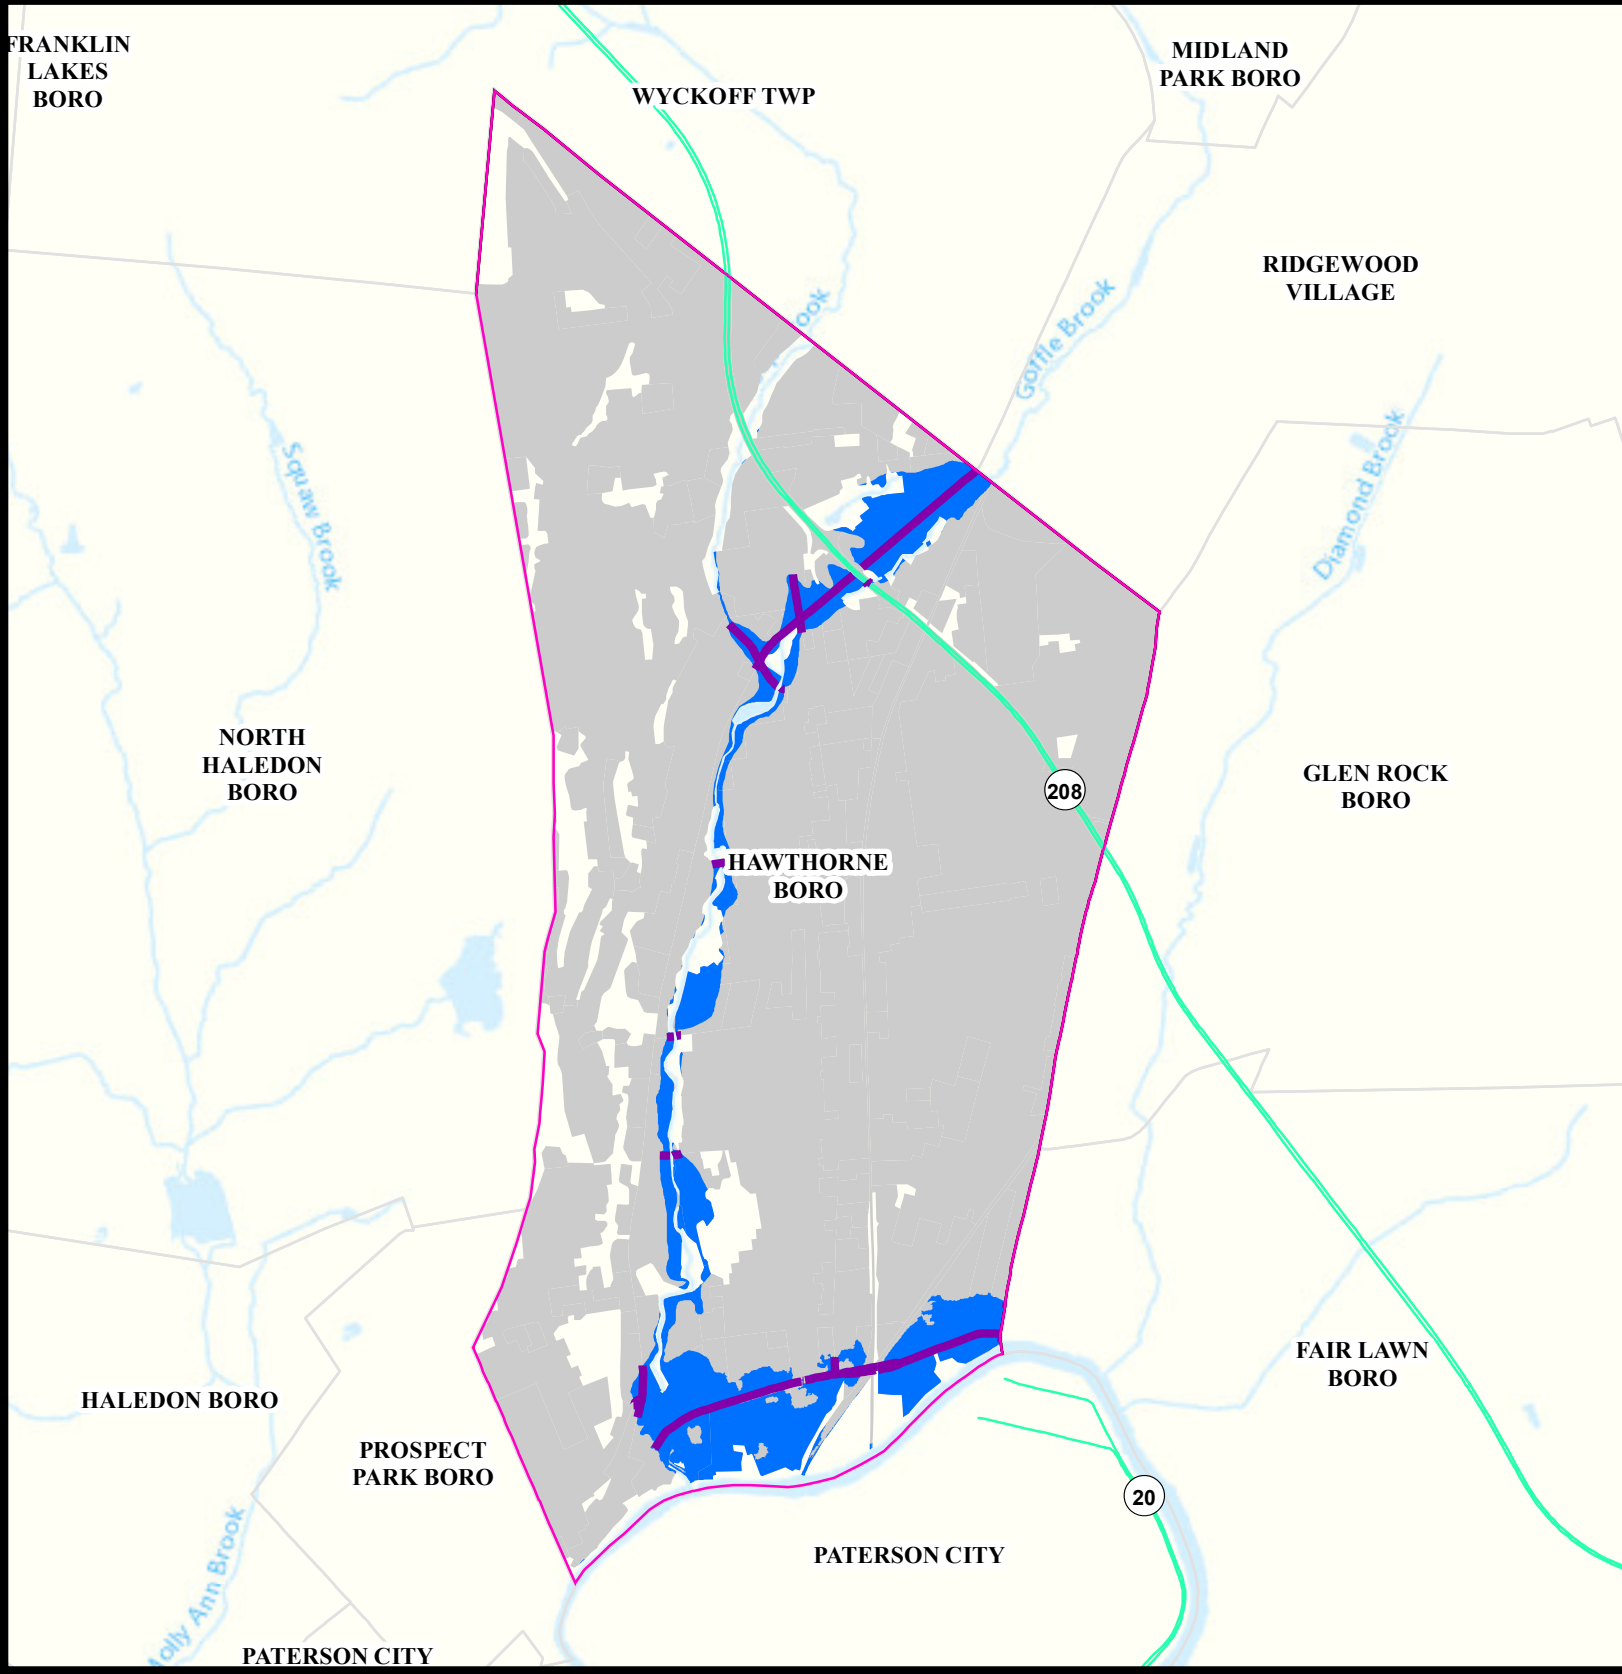 FRANKLIN
LAKES
BORO
MIDLAND
PARK BORO
WYCKOFF TWP
RIDGEWOOD
VILLAGE
ook
Goffle Brook
Diamond Brook
Squaw Brook
NORTH
HALEDON
BORO
GLEN ROCK
BORO
208
HAWTHORNE
BORO
FAIR LAWN
BORO
HALEDON BORO
PROSPECT
PARK BORO
20
PATERSON CITY
Molly Ann Brook
PATERSON CITY